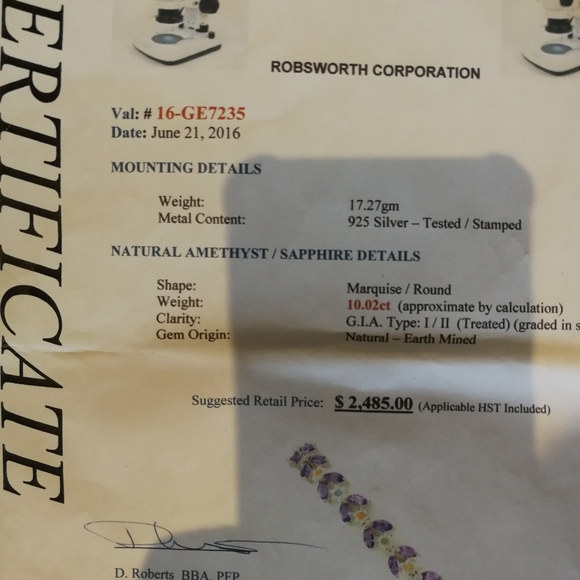 ERTIFICATE
ROBSWORTH CORPORATION
Val: # 16-GE7235
Date: June 21, 2016
MOUNTING DETAILS
Weight: 17.27gm
Metal Content: 925 Silver – Tested / Stamped
NATURAL AMETHYST / SAPPHIRE DETAILS
Shape: Marquise / Round
Weight: 10.02ct (approximate by calculation)
Clarity: G.I.A. Type: I / II (Treated) (graded in s
Gem Origin: Natural – Earth Mined
Suggested Retail Price: $ 2,485.00 (Applicable HST Included)
D. Roberts BBA, PFP